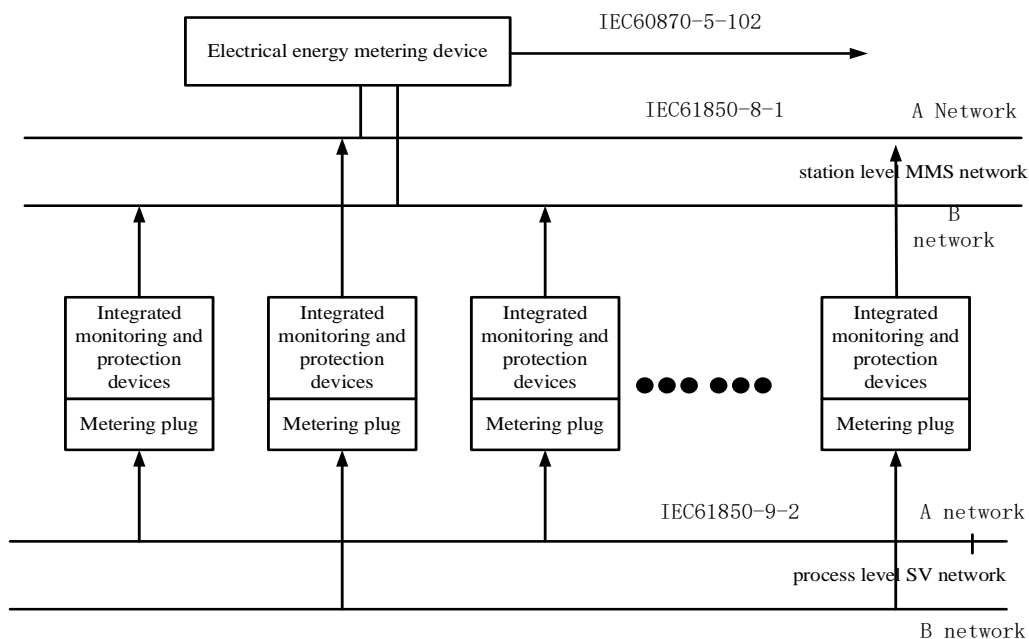 IEC60870-5-102
Electrical energy metering device
IEC61850-8-1
A Network
station level MMS network
B
network
Integrated
monitoring and
protection
devices
Metering plug
Integrated
monitoring and
protection
devices
Metering plug
Integrated
monitoring and
protection
devices
Metering plug
Integrated
monitoring and
protection
devices
Metering plug
IEC61850-9-2
A network
process level SV network
B network